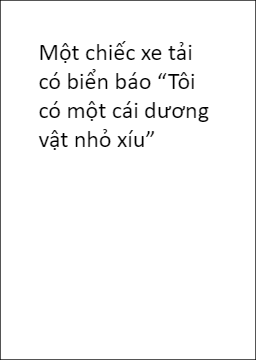 Một chiếc xe tải
có biển báo “Tôi
có một cái dương
vật nhỏ xíu”